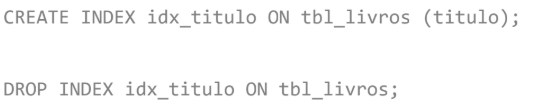 CREATE INDEX idx_titulo ON tbl_livros (titulo);
DROP INDEX idx_titulo ON tbl_livros;